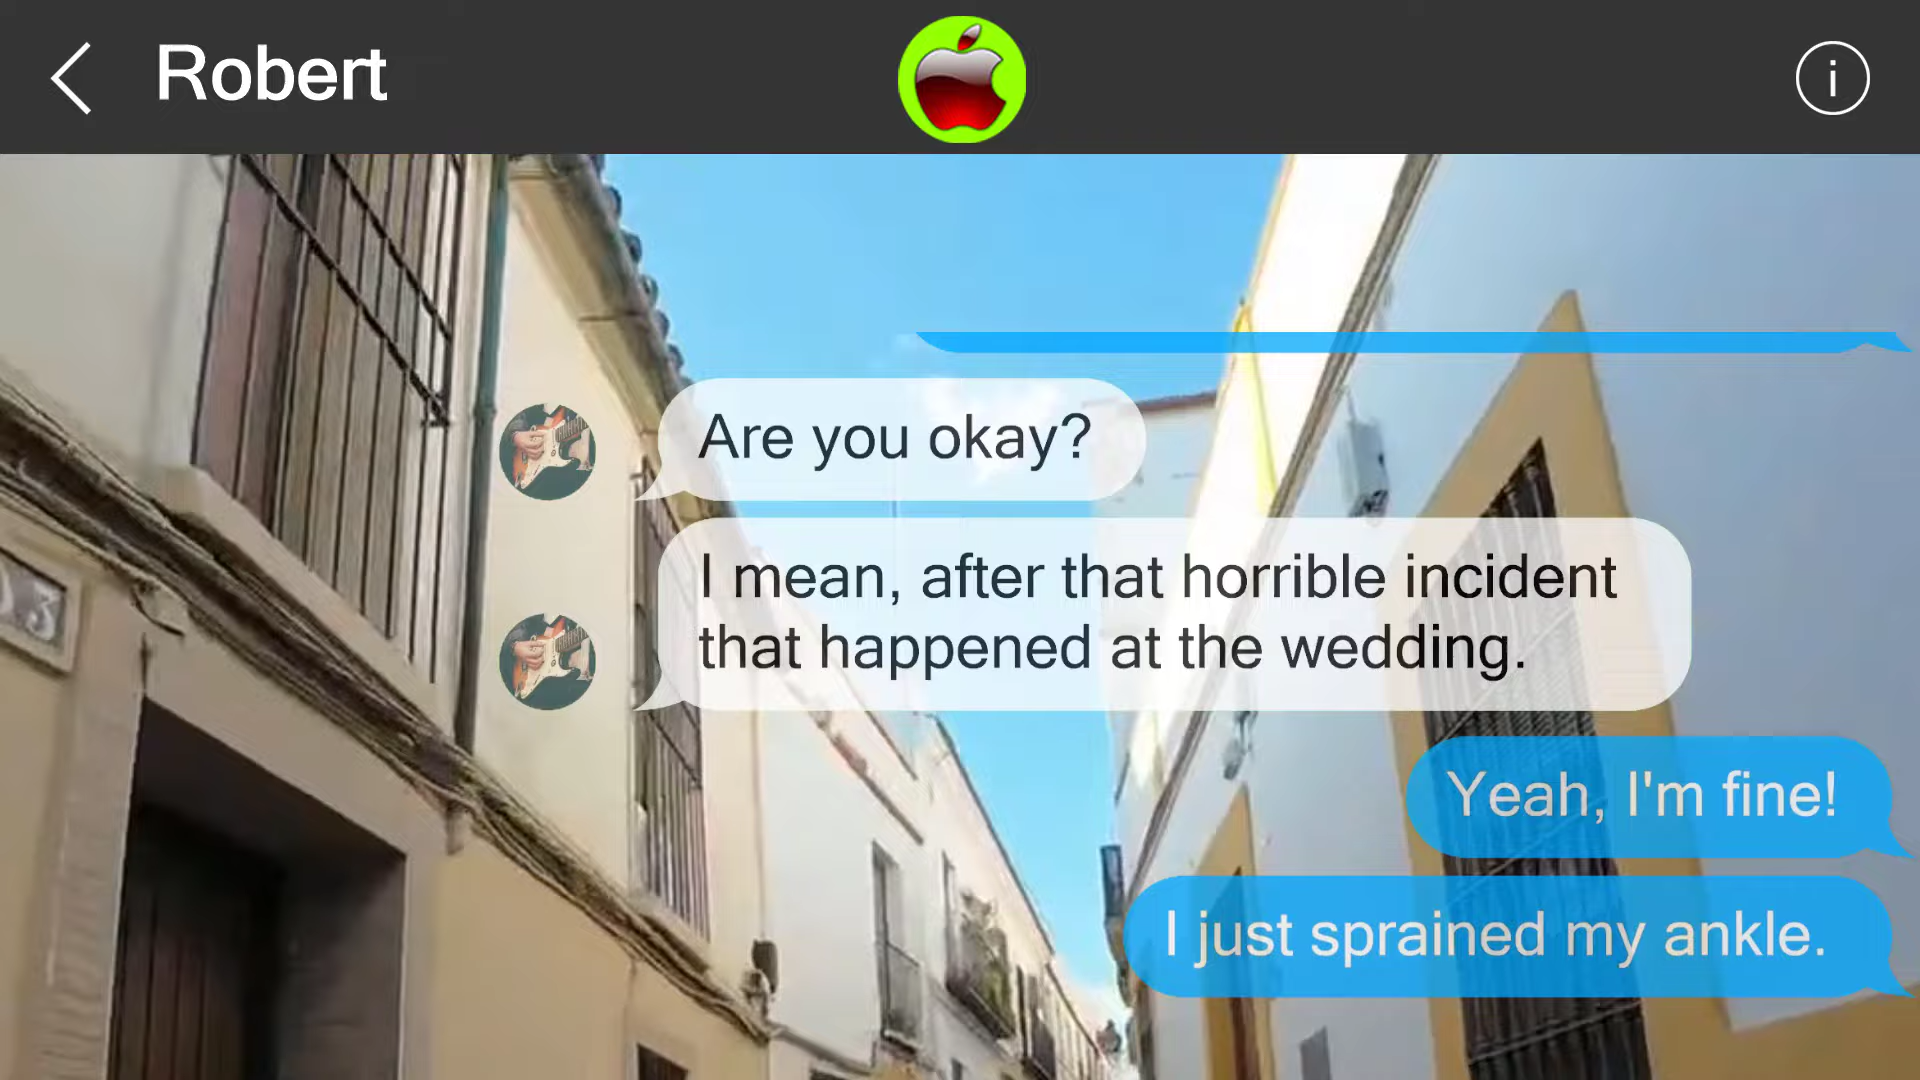 Robert
i
Are you okay?
I mean, after that horrible incident
that happened at the wedding.
Yeah, I'm fine!
I just sprained my ankle.